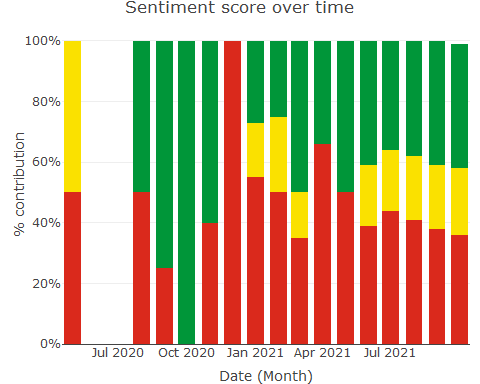 Sentiment score over time
100%
80%
60%
40%
20%
0%
% contribution
Jul 2020 Oct 2020 Jan 2021 Apr 2021 Jul 2021
Date (Month)